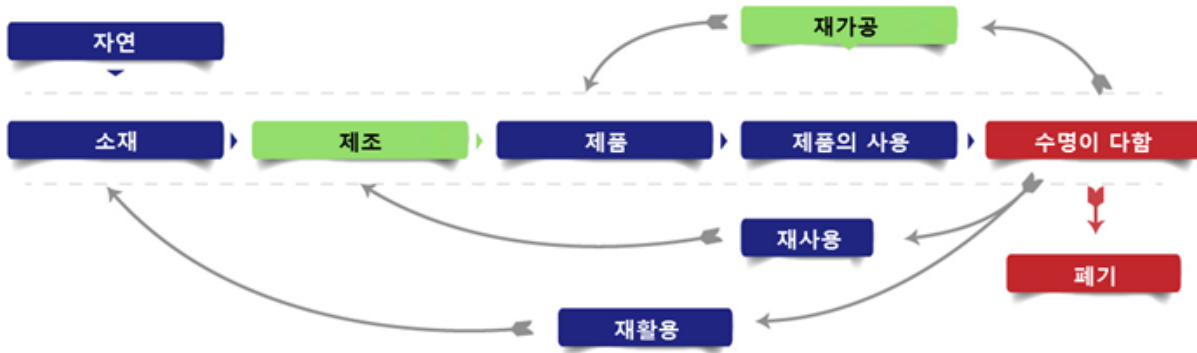 자연
재가공
소재
제조
제품
제품의 사용
수명이 다함
재사용
폐기
재활용